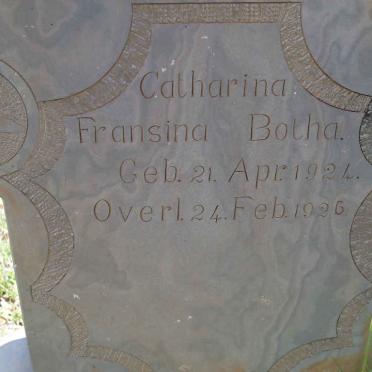 Catharina
Fransina Botha.
Geb. 21. Apr. 1924.
Overl. 24. Feb. 1926